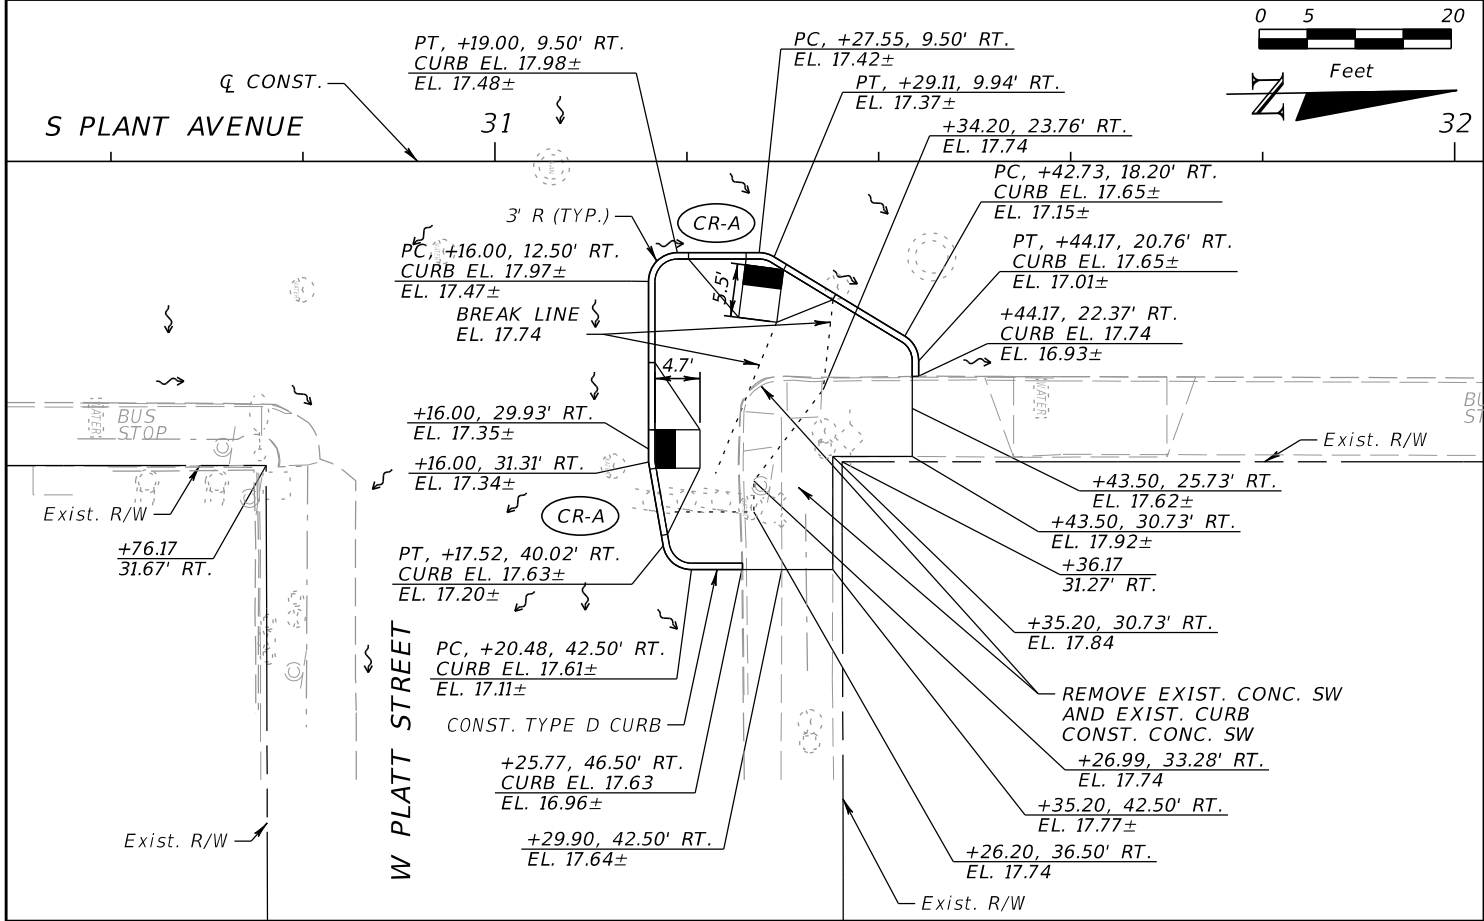 0 5 20
Feet
N
S PLANT AVENUE
℄ CONST.
31
32
PT, +19.00, 9.50' RT.
CURB EL. 17.98±
EL. 17.48±
PC, +27.55, 9.50' RT.
EL. 17.42±
PT, +29.11, 9.94' RT.
EL. 17.37±
+34.20, 23.76' RT.
EL. 17.74
PC, +42.73, 18.20' RT.
CURB EL. 17.65±
EL. 17.15±
3' R (TYP.)
CR-A
PC, +16.00, 12.50' RT.
CURB EL. 17.97±
EL. 17.47±
PT, +44.17, 20.76' RT.
CURB EL. 17.65±
EL. 17.01±
5.5'
BREAK LINE
EL. 17.74
+44.17, 22.37' RT.
CURB EL. 17.74
EL. 16.93±
4.7'
WATER
BUS
STOP
WATER
BU
ST
+16.00, 29.93' RT.
EL. 17.35±
+16.00, 31.31' RT.
EL. 17.34±
Exist. R/W
Exist. R/W
CR-A
+43.50, 25.73' RT.
EL. 17.62±
+43.50, 30.73' RT.
EL. 17.92±
+76.17
31.67' RT.
PT, +17.52, 40.02' RT.
CURB EL. 17.63±
EL. 17.20±
+36.17
31.27' RT.
+35.20, 30.73' RT.
EL. 17.84
W PLATT STREET
PC, +20.48, 42.50' RT.
CURB EL. 17.61±
EL. 17.11±
REMOVE EXIST. CONC. SW
AND EXIST. CURB
CONST. CONC. SW
CONST. TYPE D CURB
+25.77, 46.50' RT.
CURB EL. 17.63
EL. 16.96±
+26.99, 33.28' RT.
EL. 17.74
+35.20, 42.50' RT.
EL. 17.77±
Exist. R/W
+29.90, 42.50' RT.
EL. 17.64±
+26.20, 36.50' RT.
EL. 17.74
Exist. R/W